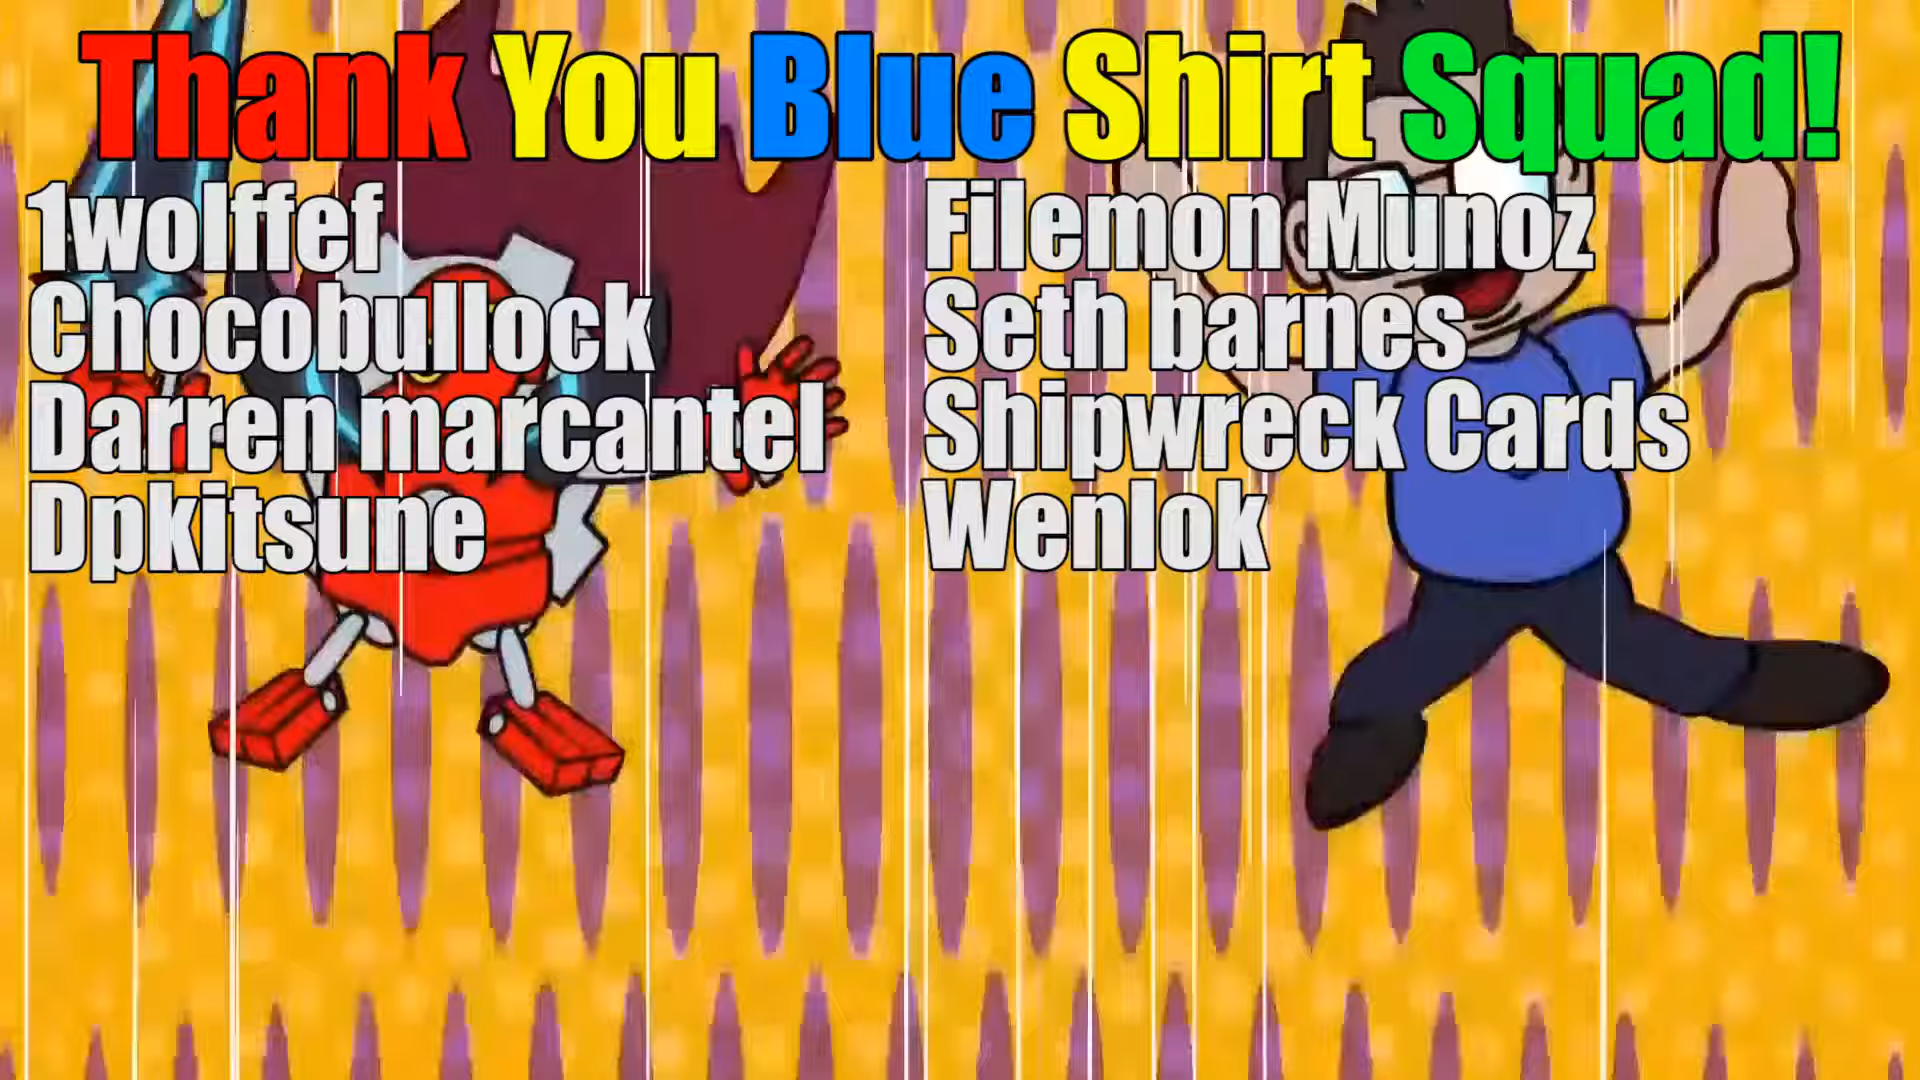 Thank You Blue Shirt Squad!
1wolffef
Chocobullock
Darren marcantel
Dpkitsune
Filemon Munoz
Seth barnes
Shipwreck Cards
Wenlok